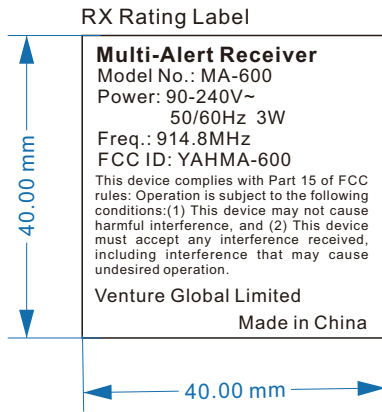 RX Rating Label
Multi-Alert Receiver
Model No.: MA-600
Power: 90-240V~
50/60Hz 3W
Freq.: 914.8MHz
FCC ID: YAHMA-600
This device complies with Part 15 of FCC
rules: Operation is subject to the following
conditions:(1) This device may not cause
harmful interference, and (2) This device
must accept any interference received,
including interference that may cause
undesired operation.
Venture Global Limited
Made in China
40.00 mm
40.00 mm